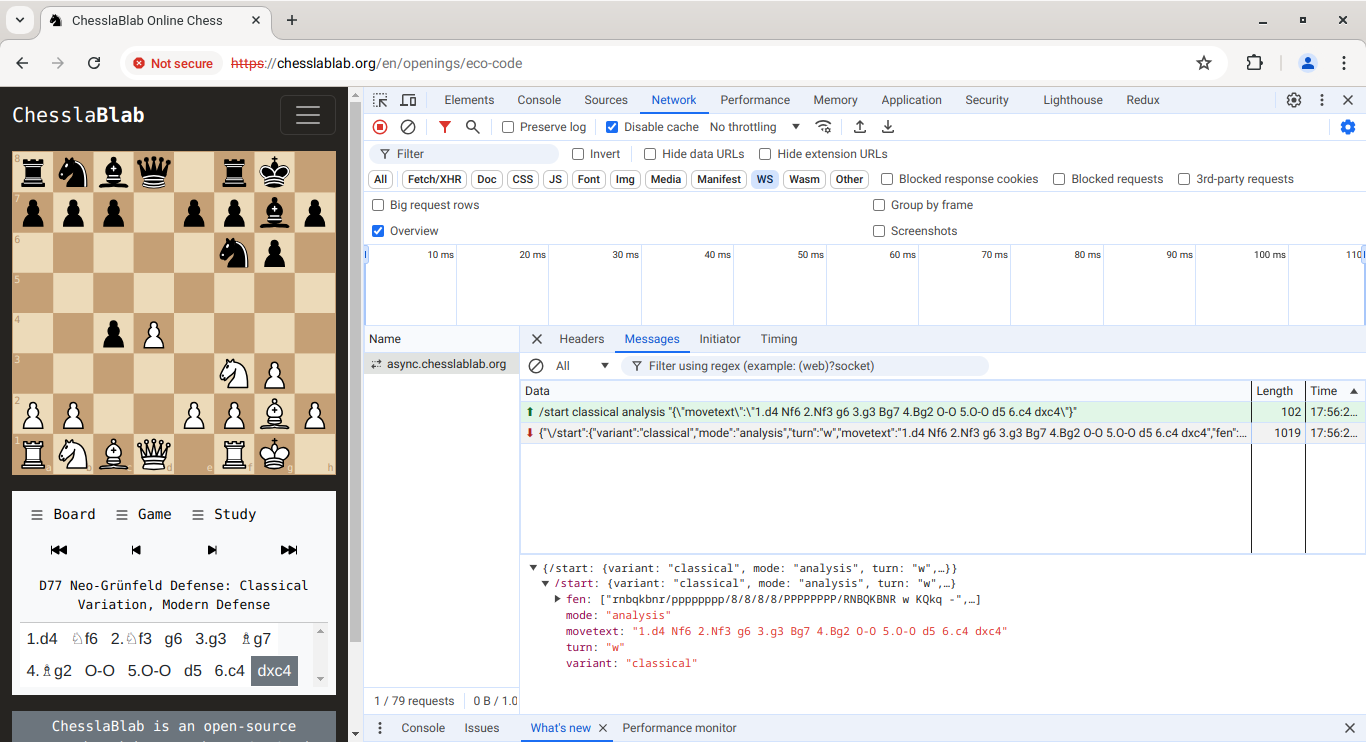 ChesslaBlab Online Chess
Not secure https://chesslablab.org/en/openings/eco-code
ChesslaBlab
8
7
6
5
4
3
2
1 a b c d e f g h
Board Game Study
D77 Neo-Grünfeld Defense: Classical
Variation, Modern Defense
1.d4 ♘f6 2.♘f3 g6 3.g3 ♗g7
4.♗g2 O-O 5.O-O d5 6.c4 dxc4
ChesslaBlab is an open-source
Elements Console Sources Network Performance Memory Application Security Lighthouse Redux
Preserve log Disable cache No throttling
Filter Invert Hide data URLs Hide extension URLs
All Fetch/XHR Doc CSS JS Font Img Media Manifest WS Wasm Other Blocked response cookies Blocked requests 3rd-party requests
Big request rows Group by frame
Overview Screenshots
10 ms 20 ms 30 ms 40 ms 50 ms 60 ms 70 ms 80 ms 90 ms 100 ms 110
Name
async.chesslablab.org
1 / 79 requests 0 B / 1.0
Headers Messages Initiator Timing
All Filter using regex (example: (web)?socket)
Data Length Time
/start classical analysis "{\"movetext\":\"1.d4 Nf6 2.Nf3 g6 3.g3 Bg7 4.Bg2 O-O 5.O-O d5 6.c4 dxc4\"}" 102 17:56:2…
{"\/start":{"variant":"classical","mode":"analysis","turn":"w","movetext":"1.d4 Nf6 2.Nf3 g6 3.g3 Bg7 4.Bg2 O-O 5.O-O d5 6.c4 dxc4","fen":… 1019 17:56:2…
{/start: {variant: "classical", mode: "analysis", turn: "w",…}}
/start: {variant: "classical", mode: "analysis", turn: "w",…}
fen: ["rnbqkbnr/pppppppp/8/8/8/8/PPPPPPPP/RNBQKBNR w KQkq -",…]
mode: "analysis"
movetext: "1.d4 Nf6 2.Nf3 g6 3.g3 Bg7 4.Bg2 O-O 5.O-O d5 6.c4 dxc4"
turn: "w"
variant: "classical"
Console Issues What's new Performance monitor